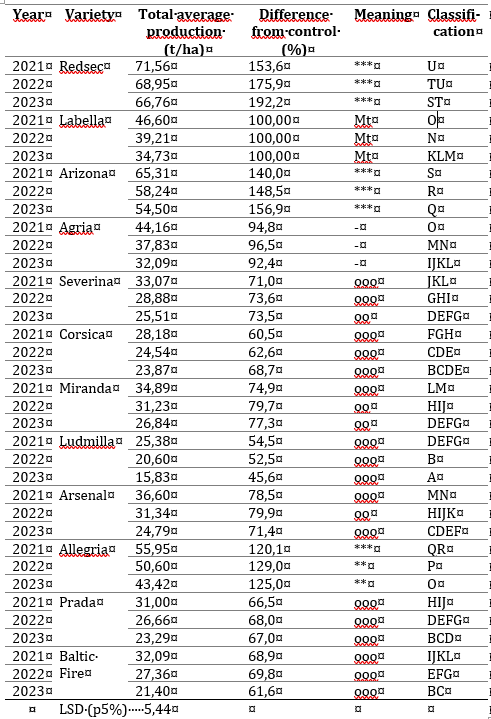 Year¤ Variety¤ Total·average· Difference· Meaning¤ Classifi-
production· from·control· cation¤
(t/ha)¤ (%)¤
2021¤ Redsec¤ 71,56¤ 153,6¤ ***¤ U¤
2022¤ 68,95¤ 175,9¤ ***¤ TU¤
2023¤ 66,76¤ 192,2¤ ***¤ ST¤
2021¤ Labella¤ 46,60¤ 100,00¤ Mt¤ O¤
2022¤ 39,21¤ 100,00¤ Mt¤ N¤
2023¤ 34,73¤ 100,00¤ Mt¤ KLM¤
2021¤ Arizona¤ 65,31¤ 140,0¤ ***¤ S¤
2022¤ 58,24¤ 148,5¤ ***¤ R¤
2023¤ 54,50¤ 156,9¤ ***¤ Q¤
2021¤ Agria¤ 44,16¤ 94,8¤ -¤ O¤
2022¤ 37,83¤ 96,5¤ -¤ MN¤
2023¤ 32,09¤ 92,4¤ -¤ IJKL¤
2021¤ Severina¤ 33,07¤ 71,0¤ ooo¤ JKL¤
2022¤ 28,88¤ 73,6¤ ooo¤ GHI¤
2023¤ 25,51¤ 73,5¤ oo¤ DEFG¤
2021¤ Corsica¤ 28,18¤ 60,5¤ ooo¤ FGH¤
2022¤ 24,54¤ 62,6¤ ooo¤ CDE¤
2023¤ 23,87¤ 68,7¤ ooo¤ BCDE¤
2021¤ Miranda¤ 34,89¤ 74,9¤ ooo¤ LM¤
2022¤ 31,23¤ 79,7¤ oo¤ HIJ¤
2023¤ 26,84¤ 77,3¤ oo¤ DEFG¤
2021¤ Ludmilla¤ 25,38¤ 54,5¤ ooo¤ DEFG¤
2022¤ 20,60¤ 52,5¤ ooo¤ B¤
2023¤ 15,83¤ 45,6¤ ooo¤ A¤
2021¤ Arsenal¤ 36,60¤ 78,5¤ ooo¤ MN¤
2022¤ 31,34¤ 79,9¤ oo¤ HIJK¤
2023¤ 24,79¤ 71,4¤ ooo¤ CDEF¤
2021¤ Allegria¤ 55,95¤ 120,1¤ ***¤ QR¤
2022¤ 50,60¤ 129,0¤ **¤ P¤
2023¤ 43,42¤ 125,0¤ **¤ O¤
2021¤ Prada¤ 31,00¤ 66,5¤ ooo¤ HIJ¤
2022¤ 26,66¤ 68,0¤ ooo¤ DEFG¤
2023¤ 23,29¤ 67,0¤ ooo¤ BCD¤
2021¤ Baltic· 32,09¤ 68,9¤ ooo¤ IJKL¤
2022¤ Fire¤ 27,36¤ 69,8¤ ooo¤ EFG¤
2023¤ 21,40¤ 61,6¤ ooo¤ BC¤
¤ LSD·(p5%)·····5,44¤ ¤ ¤ ¤